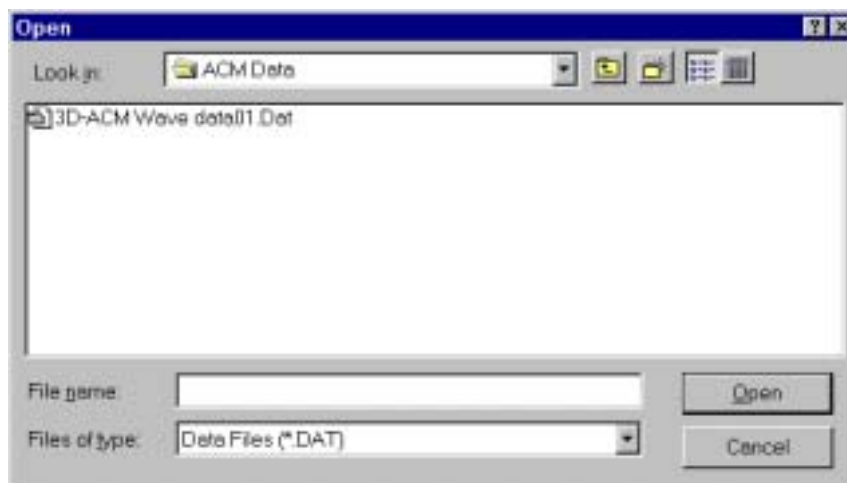 Open
Look in: ACM Data
3D-ACM Wave data01.Dat
File name:
Open
Files of type: Data Files (*.DAT)
Cancel